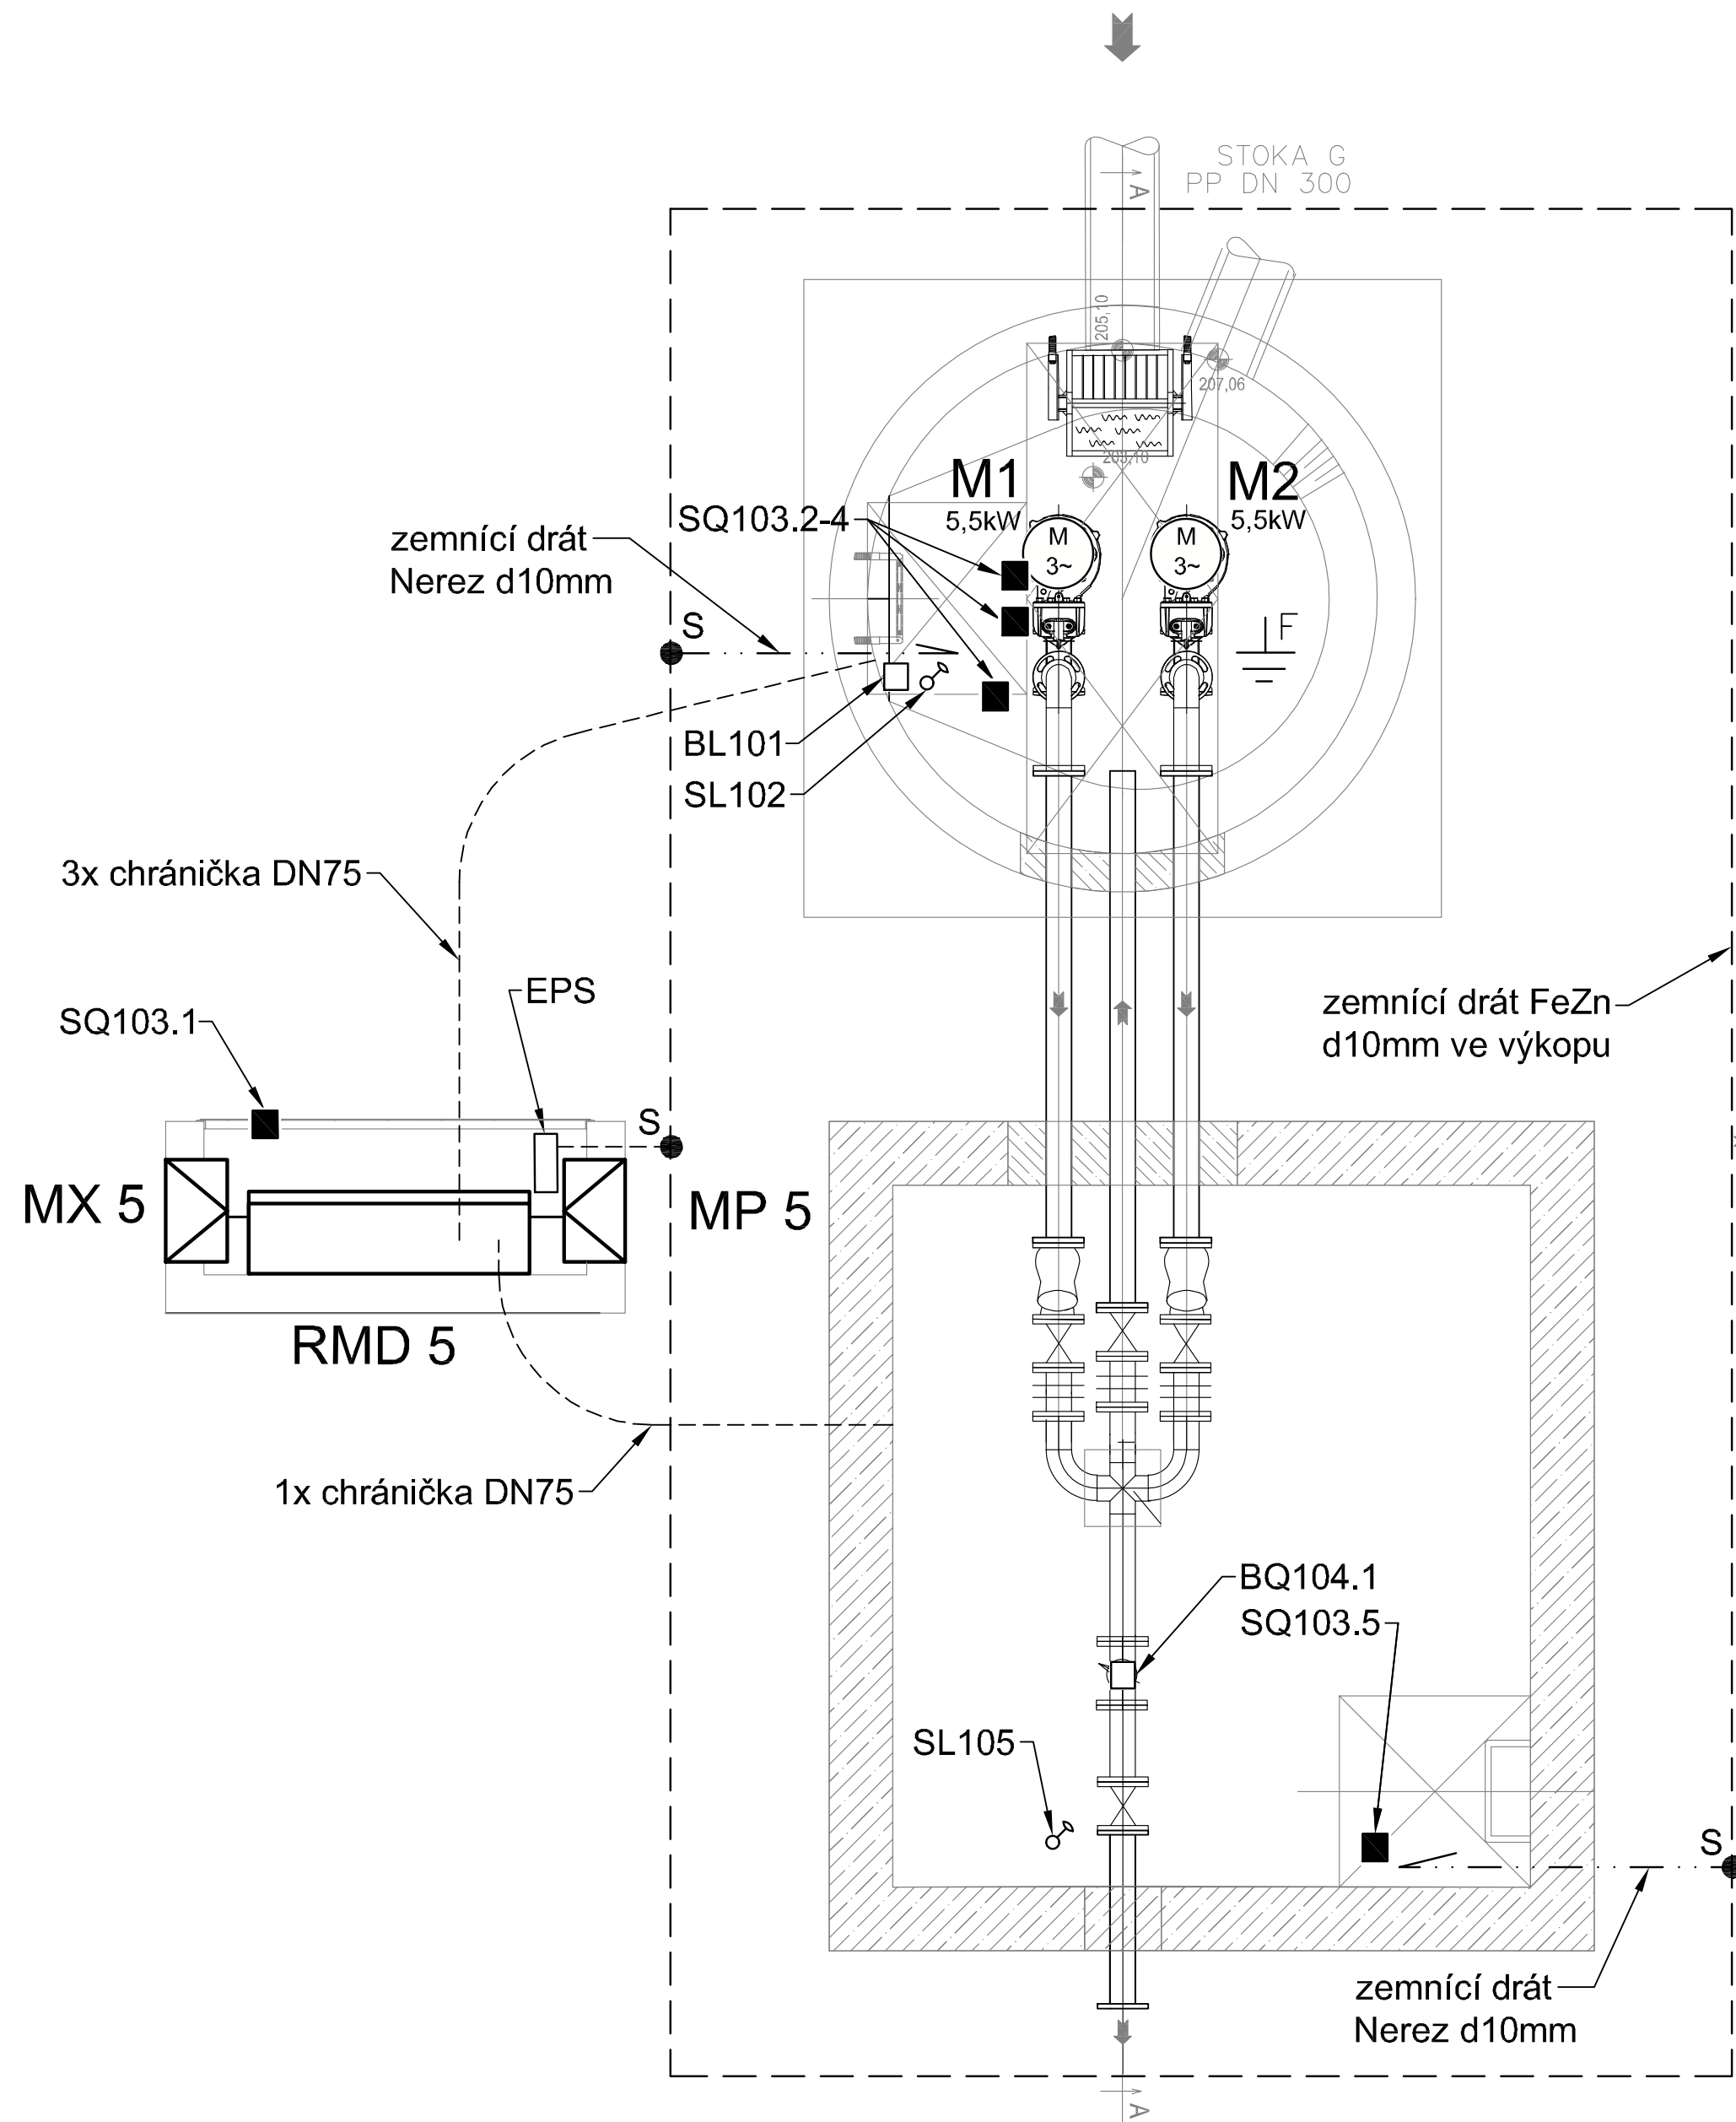 STOKA G
PP DN 300
A
205,10
207,06
203,10
M1
5,5kW
M2
5,5kW
SQ103.2-4
M
3~
M
3~
zemnící drát
Nerez d10mm
S
F
BL101
SL102
3x chránička DN75
EPS
SQ103.1
zemnící drát FeZn
d10mm ve výkopu
S
MX 5
MP 5
RMD 5
1x chránička DN75
BQ104.1
SQ103.5
SL105
S
zemnící drát
Nerez d10mm
A